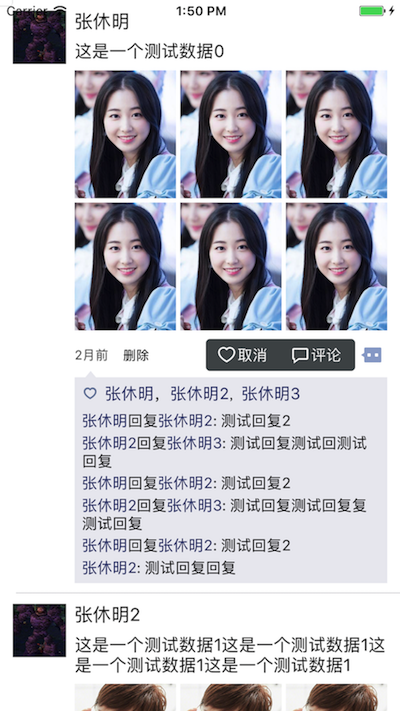 Carrier 1:50 PM
张休明
这是一个测试数据0
2月前 删除 取消 评论
张休明，张休明2, 张休明3
张休明回复张休明2: 测试回复2
张休明2回复张休明3: 测试回复测试回测试
回复
张休明回复张休明2: 测试回复2
张休明2回复张休明3: 测试回复测试回复复
测试回复
张休明回复张休明2: 测试回复2
张休明2: 测试回复回复
张休明2
这是一个测试数据1这是一个测试数据1这
是一个测试数据1这是一个测试数据1